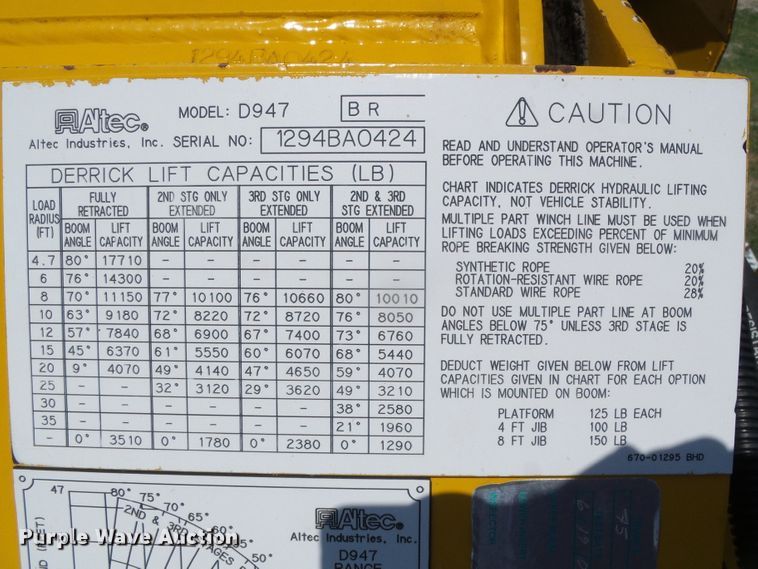 1294BA0424
Altec® MODEL: D947 BR
Altec Industries, Inc. SERIAL NO: 1294BA0424
DERRICK LIFT CAPACITIES (LB)
LOAD RADIUS (FT) FULLY RETRACTED 2ND STG ONLY EXTENDED 3RD STG ONLY EXTENDED 2ND & 3RD STG EXTENDED
BOOM ANGLE LIFT CAPACITY BOOM ANGLE LIFT CAPACITY BOOM ANGLE LIFT CAPACITY BOOM ANGLE LIFT CAPACITY
4.7 80° 17710 - - - - - -
6 76° 14300 - - - - - -
8 70° 11150 77° 10100 76° 10660 80° 10010
10 63° 9180 72° 8220 72° 8720 76° 8050
12 57° 7840 68° 6900 67° 7400 73° 6760
15 45° 6370 61° 5550 60° 6070 68° 5440
20 9° 4070 49° 4140 47° 4650 59° 4070
25 - - 32° 3120 29° 3620 49° 3210
30 - - - - - - 38° 2580
35 - - - - - - 21° 1960
- 0° 3510 0° 1780 0° 2380 0° 1290
CAUTION
READ AND UNDERSTAND OPERATOR'S MANUAL
BEFORE OPERATING THIS MACHINE.
CHART INDICATES DERRICK HYDRAULIC LIFTING
CAPACITY, NOT VEHICLE STABILITY.
MULTIPLE PART WINCH LINE MUST BE USED WHEN
LIFTING LOADS EXCEEDING PERCENT OF MINIMUM
ROPE BREAKING STRENGTH GIVEN BELOW:
SYNTHETIC ROPE 20%
ROTATION-RESISTANT WIRE ROPE 20%
STANDARD WIRE ROPE 28%
DO NOT USE MULTIPLE PART LINE AT BOOM
ANGLES BELOW 75° UNLESS 3RD STAGE IS
FULLY RETRACTED.
DEDUCT WEIGHT GIVEN BELOW FROM LIFT
CAPACITIES GIVEN IN CHART FOR EACH OPTION
WHICH IS MOUNTED ON BOOM:
PLATFORM 125 LB EACH
4 FT JIB 100 LB
8 FT JIB 150 LB
670-01295 BHD
47 80° 75° 70° 65° 60° 55° 50°
2ND & 3RD STAGES
Altec®
Altec Industries, Inc.
D947
RANGE
Purple Wave Auction